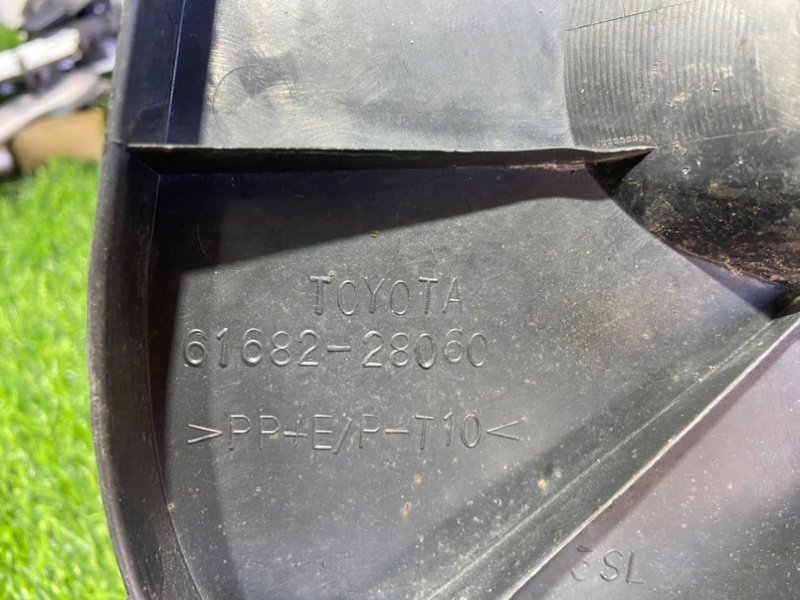 TOYOTA
61682-28060
>PP+E/P-T10<
SL